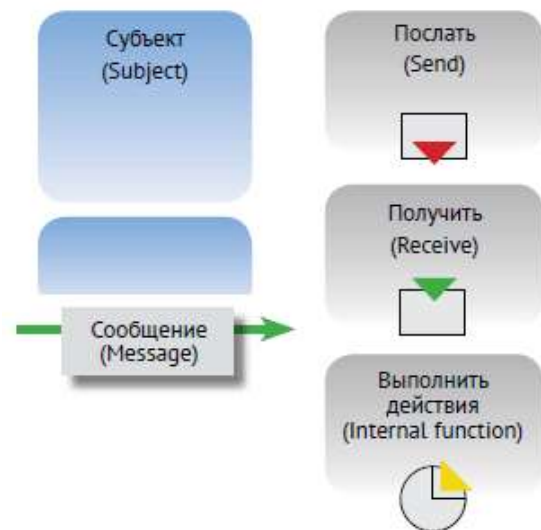 Субъект
(Subject)
Сообщение
(Message)
Послать
(Send)
Получить
(Receive)
Выполнить
действия
(Internal function)